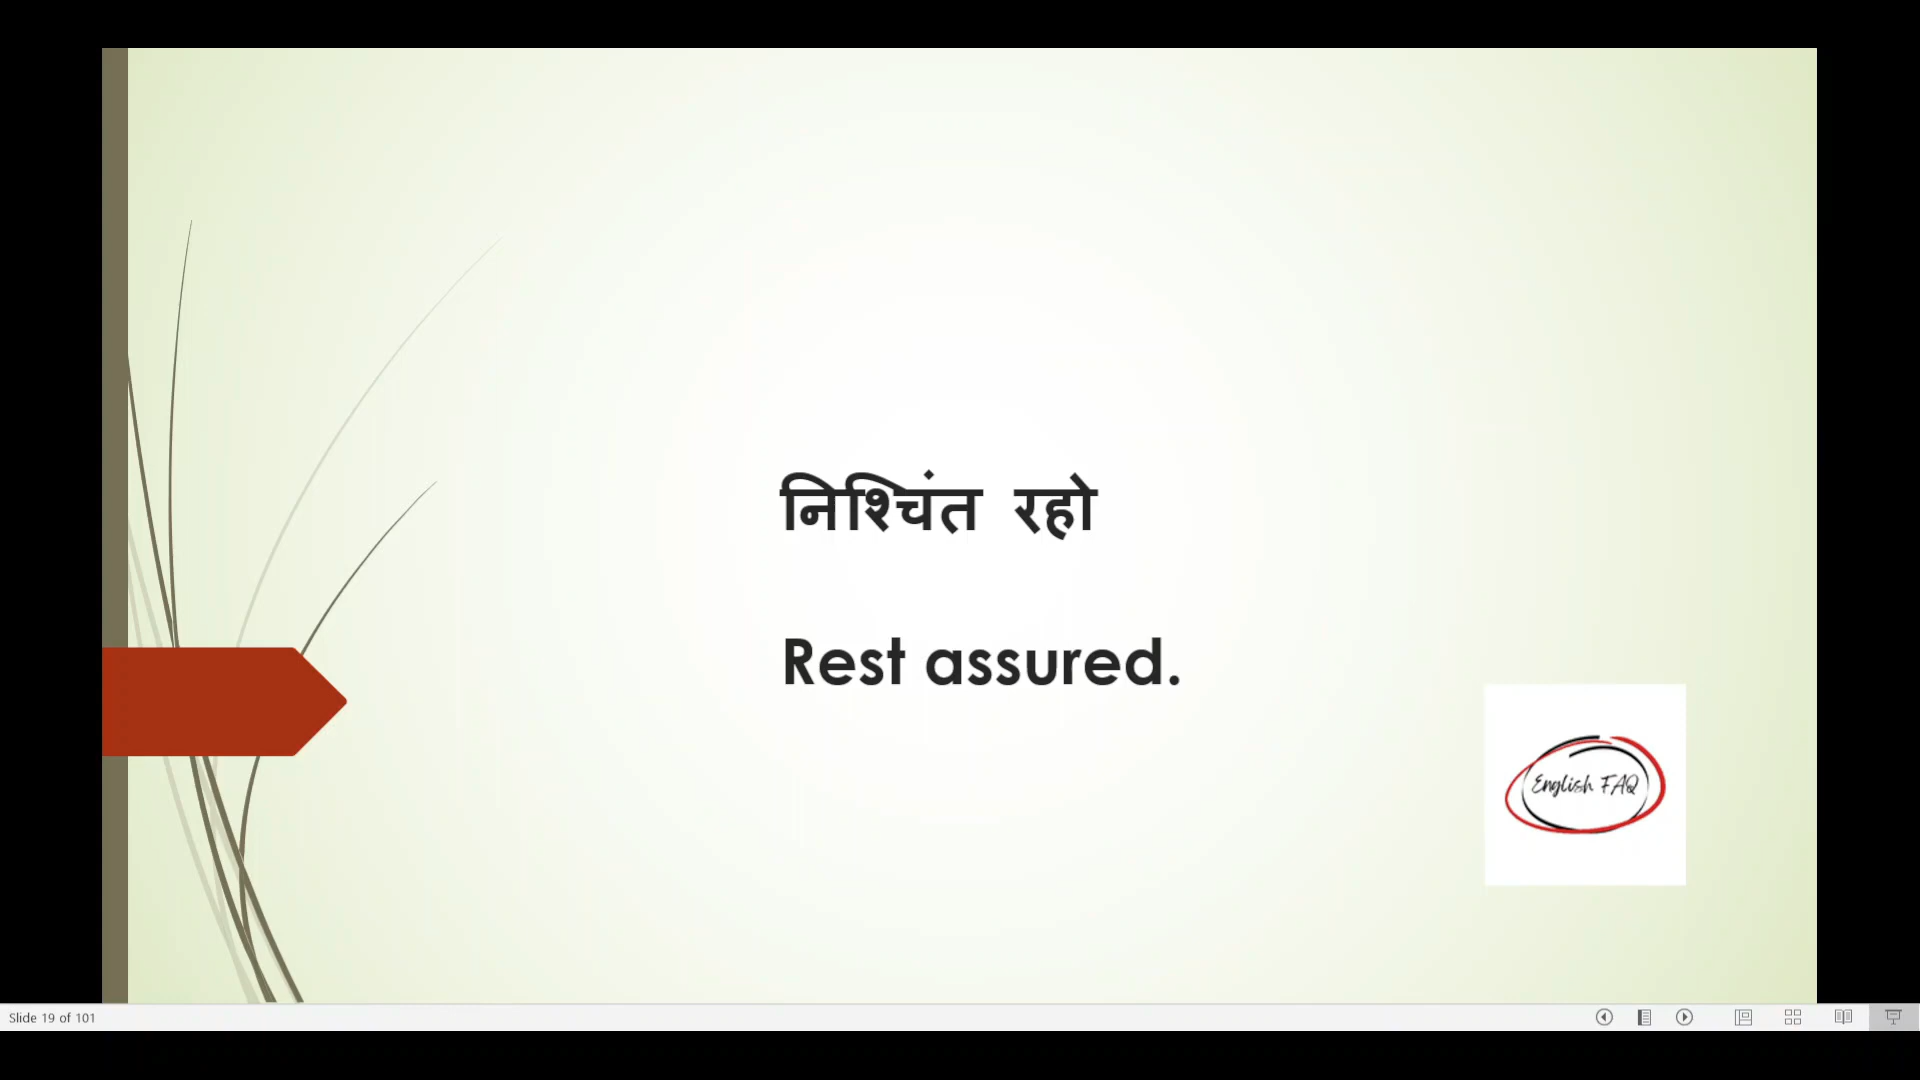 निश्चिंत रहो
Rest assured.
English FAQ
Slide 19 of 101